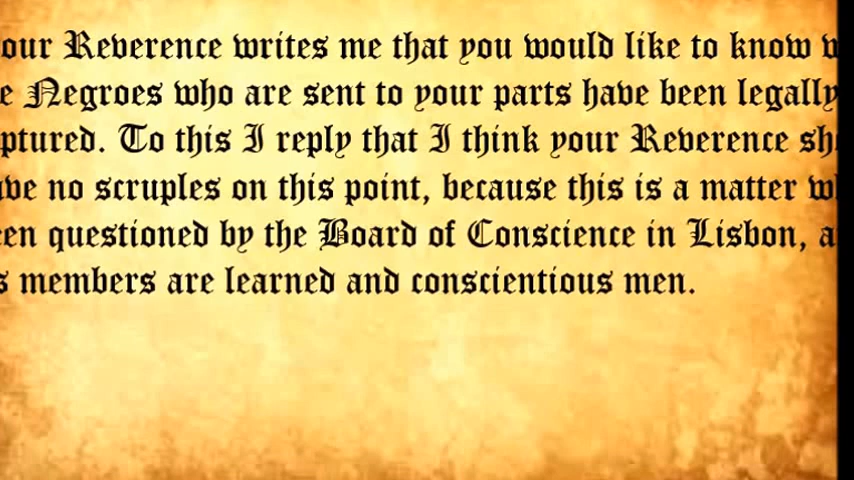 our Reverence writes me that you would like to know
e Negroes who are sent to your parts have been legally
ptured. To this I reply that I think your Reverence sh
ve no scruples on this point, because this is a matter w
en questioned by the Board of Conscience in Lisbon, a
s members are learned and conscientious men.